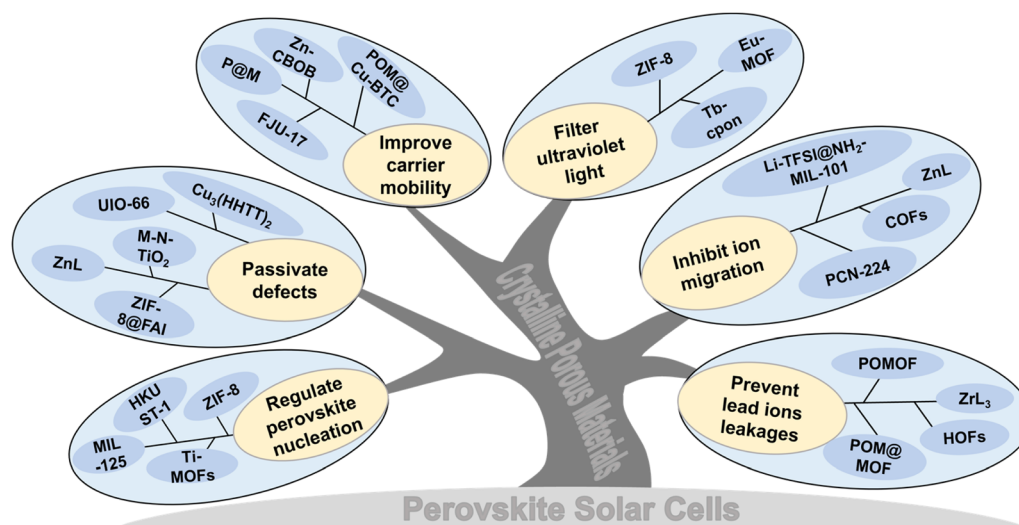 Zn-
CBOB
P@M
POM@
Cu-BTC
FJU-17
Improve
carrier
mobility
ZIF-8
Eu-
MOF
Tb-
cpon
Filter
ultraviolet
light
Li-TFSI@NH₂-
MIL-101
ZnL
COFs
PCN-224
Inhibit ion
migration
UIO-66
Cu₃(HHTT)₂
M-N-
TiO₂
ZnL
ZIF-
8@FAI
Passivate
defects
HKU
ST-1
ZIF-8
MIL
-125
Ti-
MOFs
Regulate
perovskite
nucleation
POMOF
ZrL₃
HOFs
POM@
MOF
Prevent
lead ions
leakages
Crystalline Porous Materials
Perovskite Solar Cells